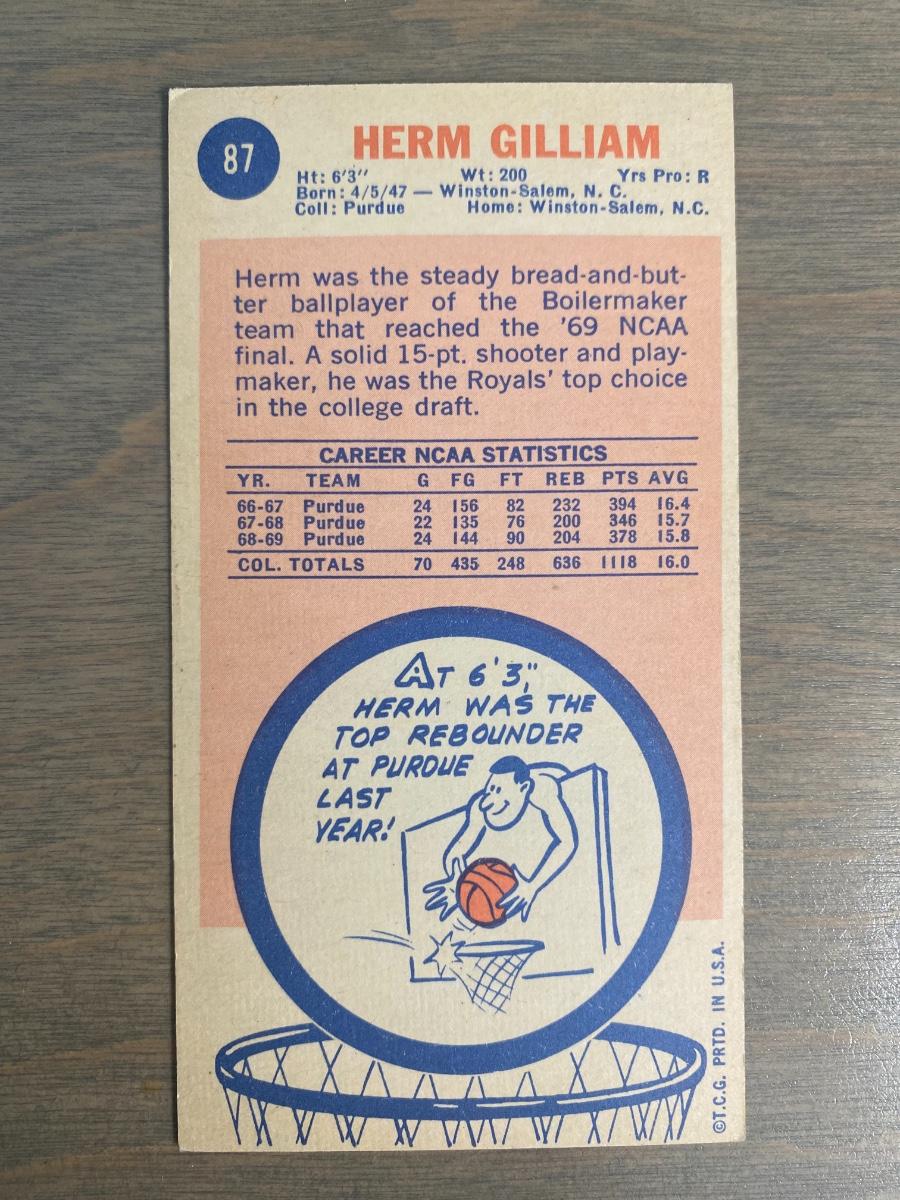 87
HERM GILLIAM
Ht: 6'3" Wt: 200 Yrs Pro: R
Born: 4/5/47 — Winston-Salem, N. C.
Coll: Purdue Home: Winston-Salem, N.C.
Herm was the steady bread-and-but-
ter ballplayer of the Boilermaker
team that reached the '69 NCAA
final. A solid 15-pt. shooter and play-
maker, he was the Royals' top choice
in the college draft.
CAREER NCAA STATISTICS
YR. TEAM G FG FT REB PTS AVG
66-67 Purdue 24 156 82 232 394 16.4
67-68 Purdue 22 135 76 200 346 15.7
68-69 Purdue 24 144 90 204 378 15.8
COL. TOTALS 70 435 248 636 1118 16.0
AT 6'3,"
HERM WAS THE
TOP REBOUNDER
AT PURDUE
LAST
YEAR!
©T.C.G. PRTD. IN U.S.A.